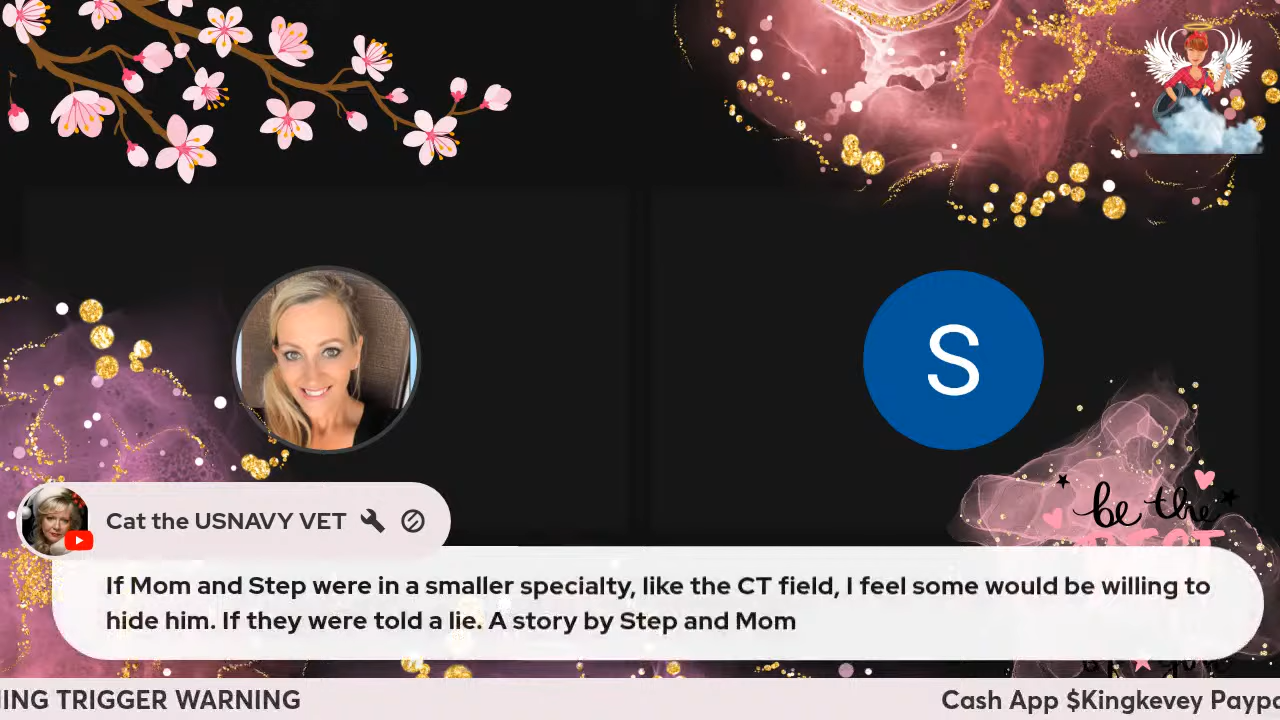 S
be the
Cat the USNAVY VET
If Mom and Step were in a smaller specialty, like the CT field, I feel some would be willing to
hide him. If they were told a lie. A story by Step and Mom
NING TRIGGER WARNING
Cash App $Kingkevey Paypa